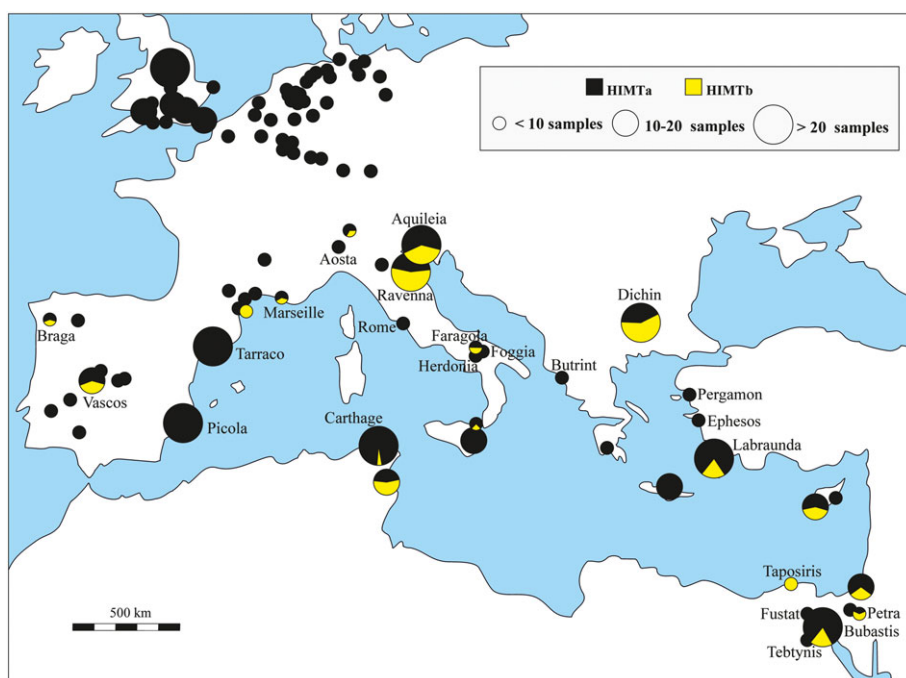 HIMTa HIMTb
< 10 samples 10-20 samples > 20 samples
Aquileia
Aosta
Ravenna
Dichin
Marseille
Braga
Rome
Faragola
Foggia
Herdonia
Butrint
Tarraco
Vascos
Pergamon
Picola
Carthage
Ephesos
Labraunda
Taposiris
Fustat
Petra
Bubastis
Tebtynis
500 km